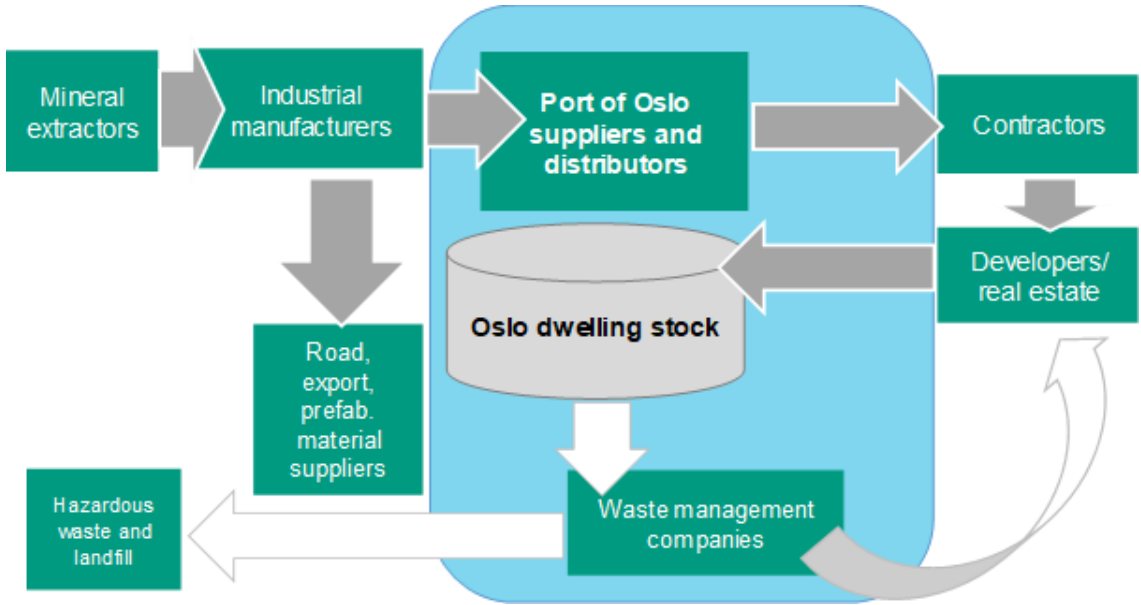 Mineral
extractors
Industrial
manufacturers
Port of Oslo
suppliers and
distributors
Contractors
Developers/
real estate
Oslo dwelling stock
Road,
export,
prefab.
material
suppliers
Hazardous
waste and
landfill
Waste management
companies